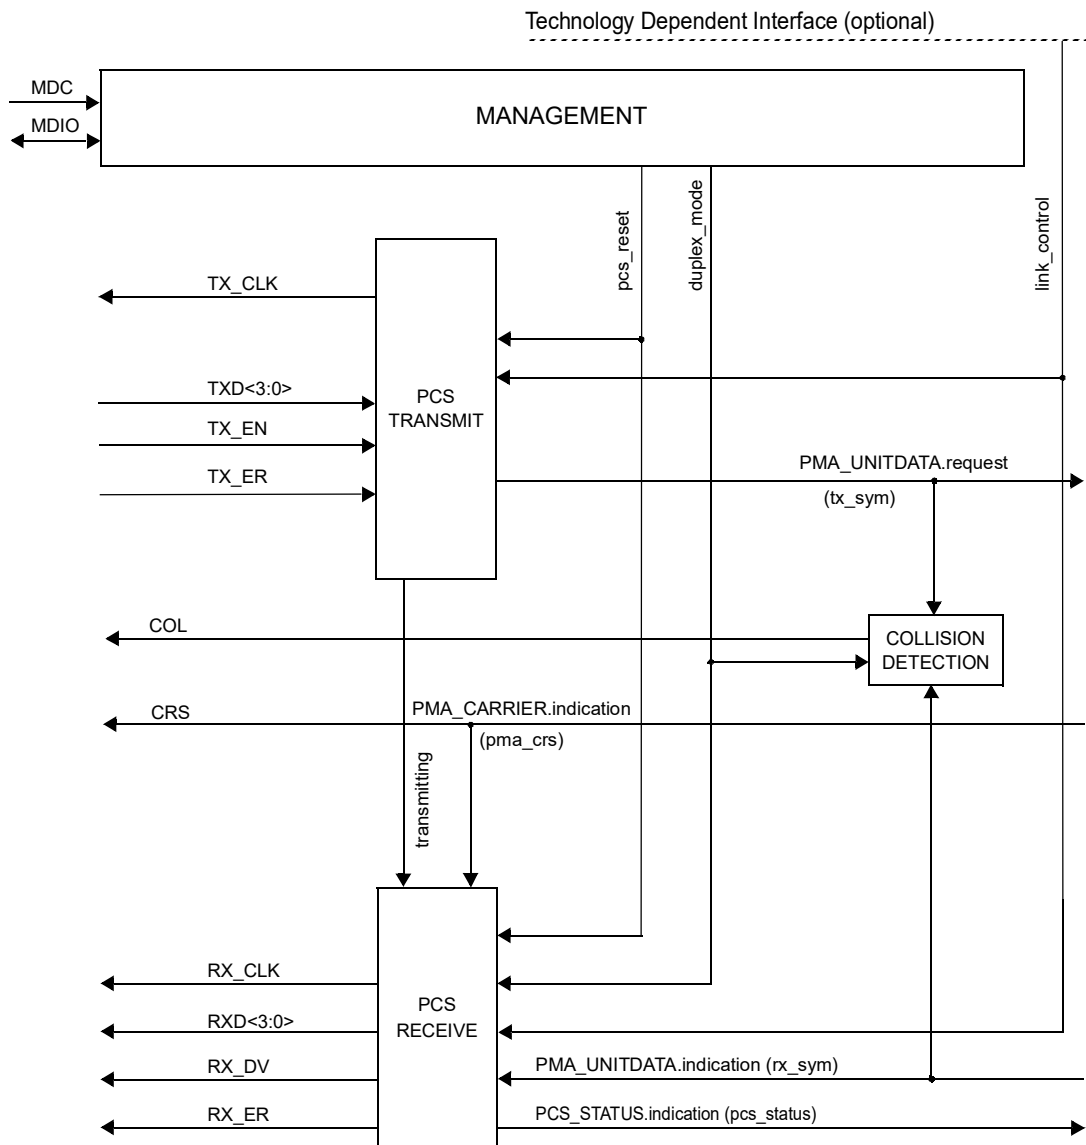 Technology Dependent Interface (optional)
MDC
MDIO
MANAGEMENT
pcs_reset
duplex_mode
link_control
TX_CLK
TXD<3:0>
TX_EN
TX_ER
PCS
TRANSMIT
PMA_UNITDATA.request
(tx_sym)
COL
COLLISION
DETECTION
CRS
PMA_CARRIER.indication
(pma_crs)
transmitting
RX_CLK
RXD<3:0>
RX_DV
RX_ER
PCS
RECEIVE
PMA_UNITDATA.indication (rx_sym)
PCS_STATUS.indication (pcs_status)